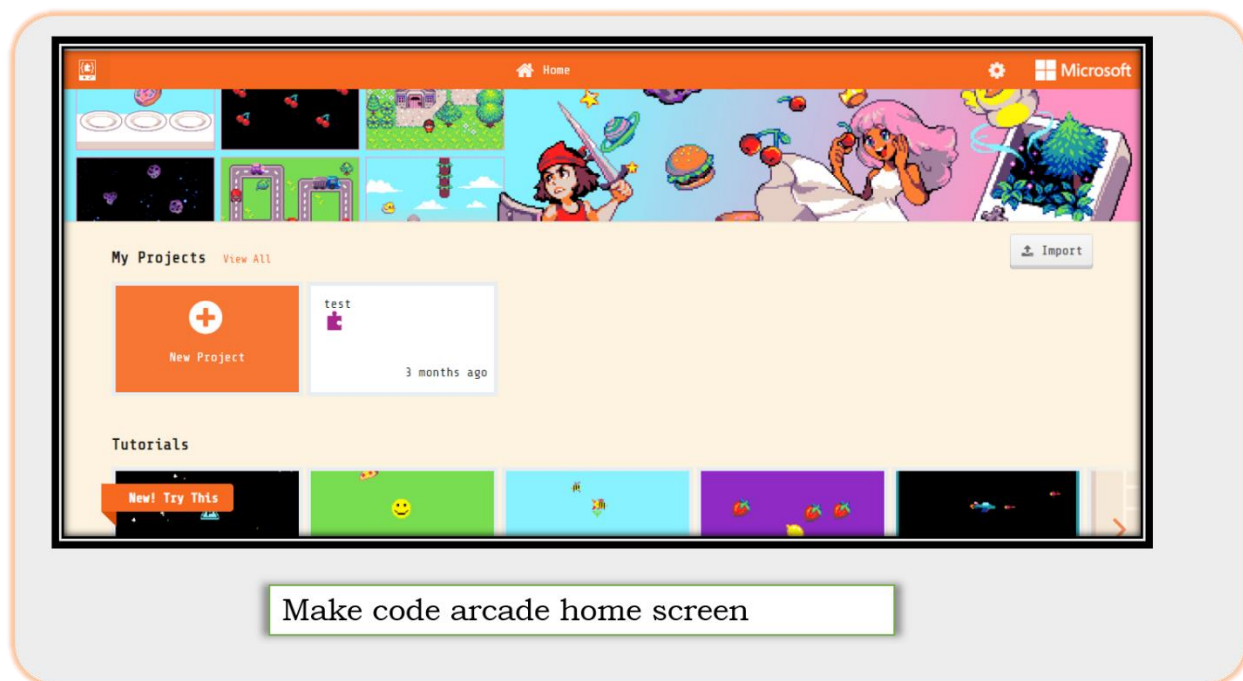 Home
Microsoft
My Projects View All
Import
New Project
test
3 months ago
Tutorials
New! Try This
Make code arcade home screen